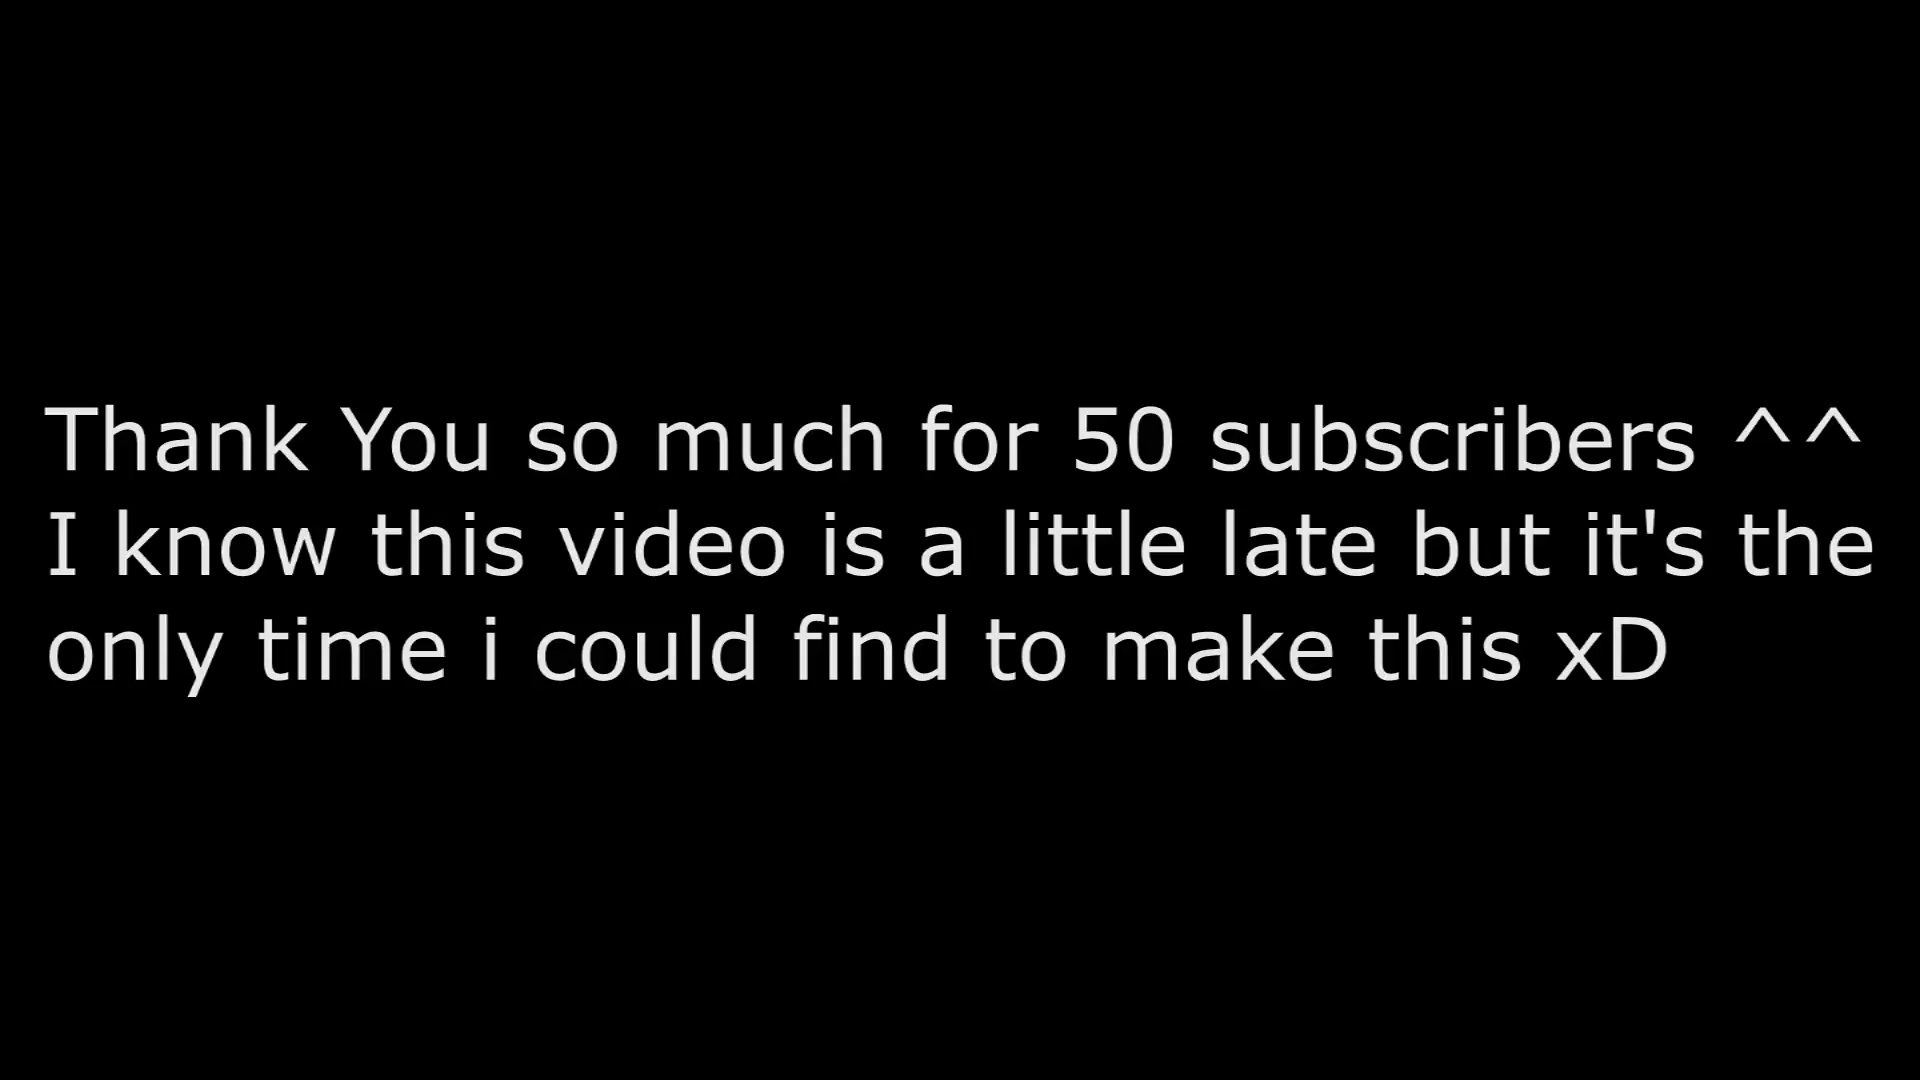 Thank You so much for 50 subscribers ^^
I know this video is a little late but it's the
only time i could find to make this xD